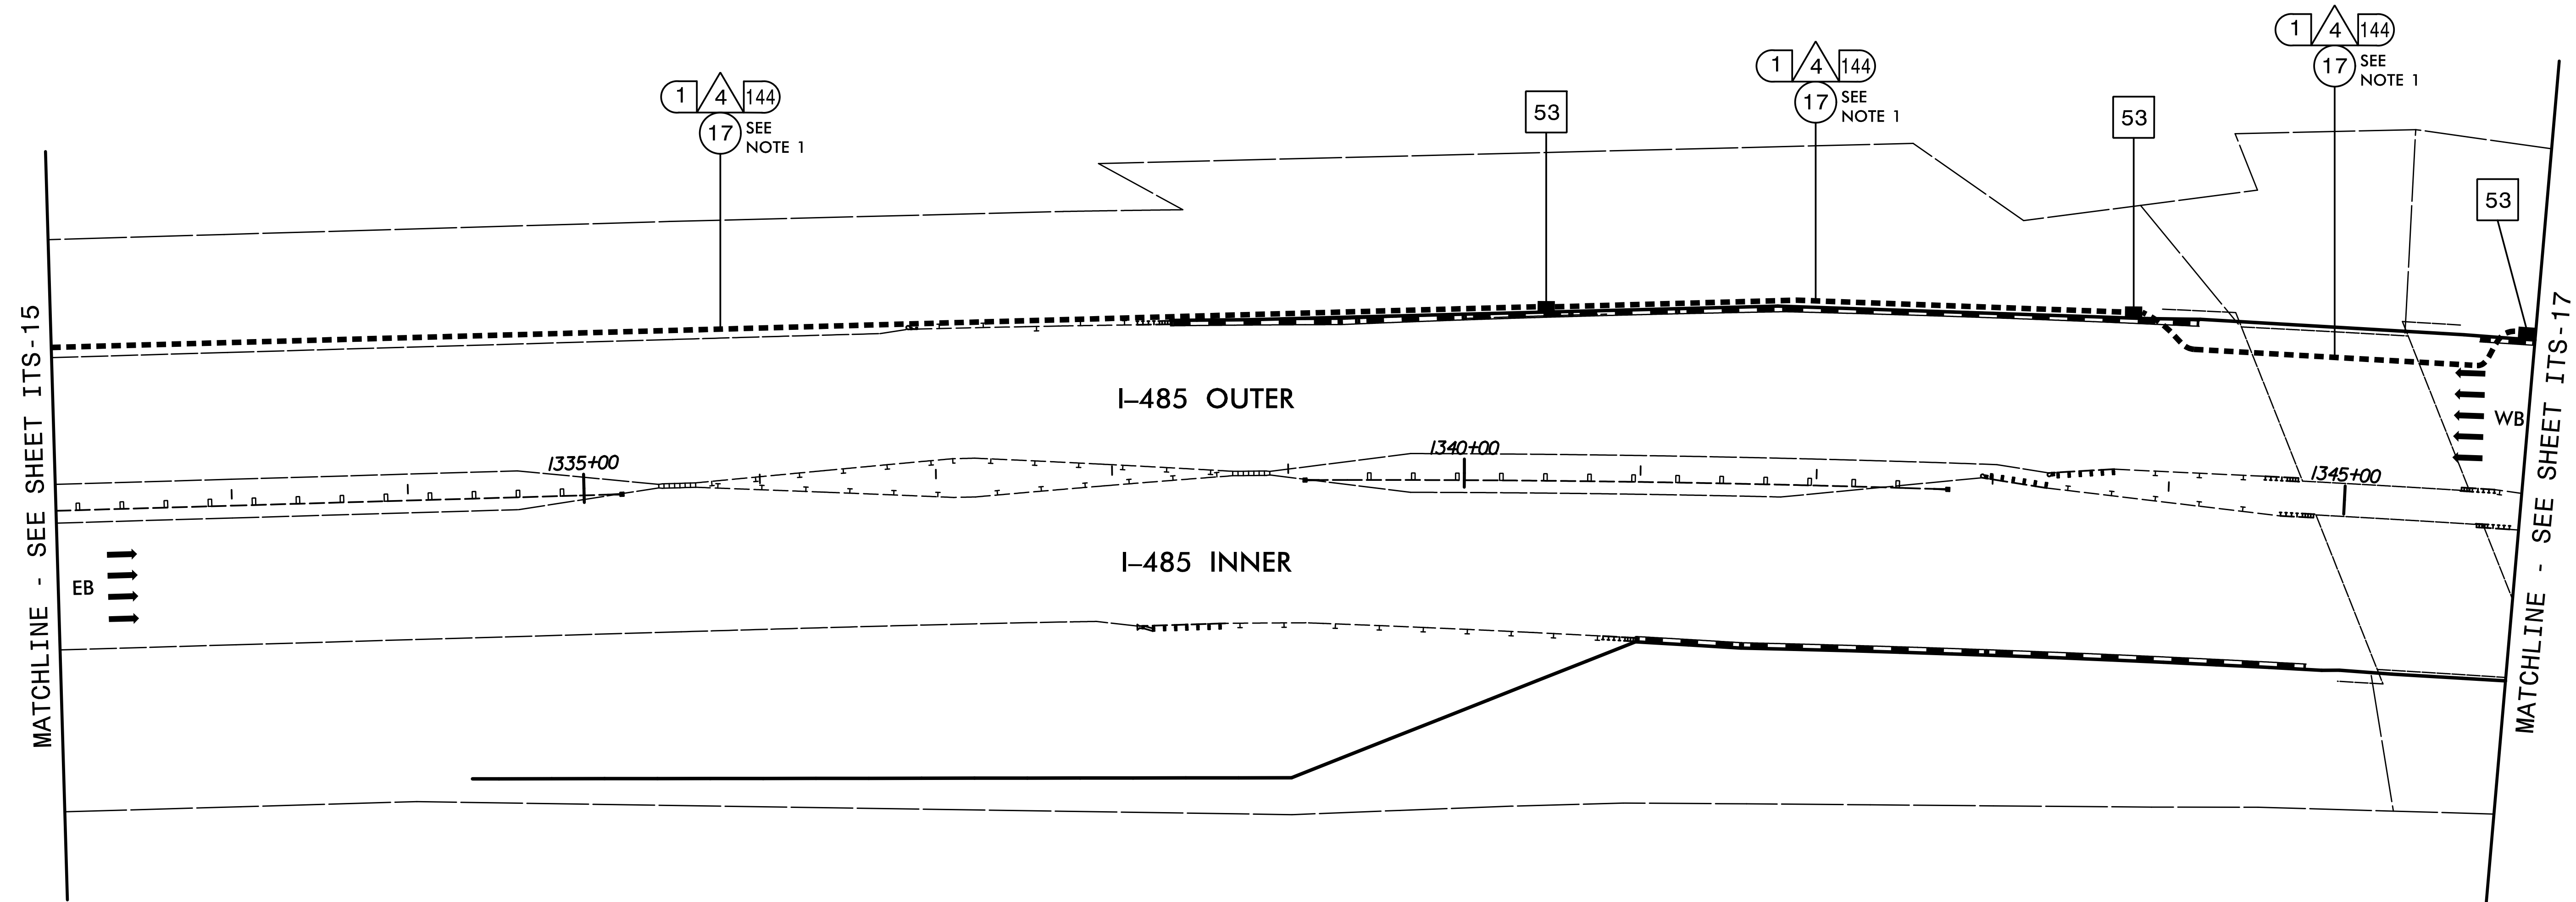 1 4 144
17 SEE
NOTE 1
53
1 4 144
17 SEE
NOTE 1
53
1 4 144
17 SEE
NOTE 1
53
MATCHLINE - SEE SHEET ITS-15
I-485 OUTER
WB
1335+00
1340+00
1345+00
I-485 INNER
EB
MATCHLINE - SEE SHEET ITS-17